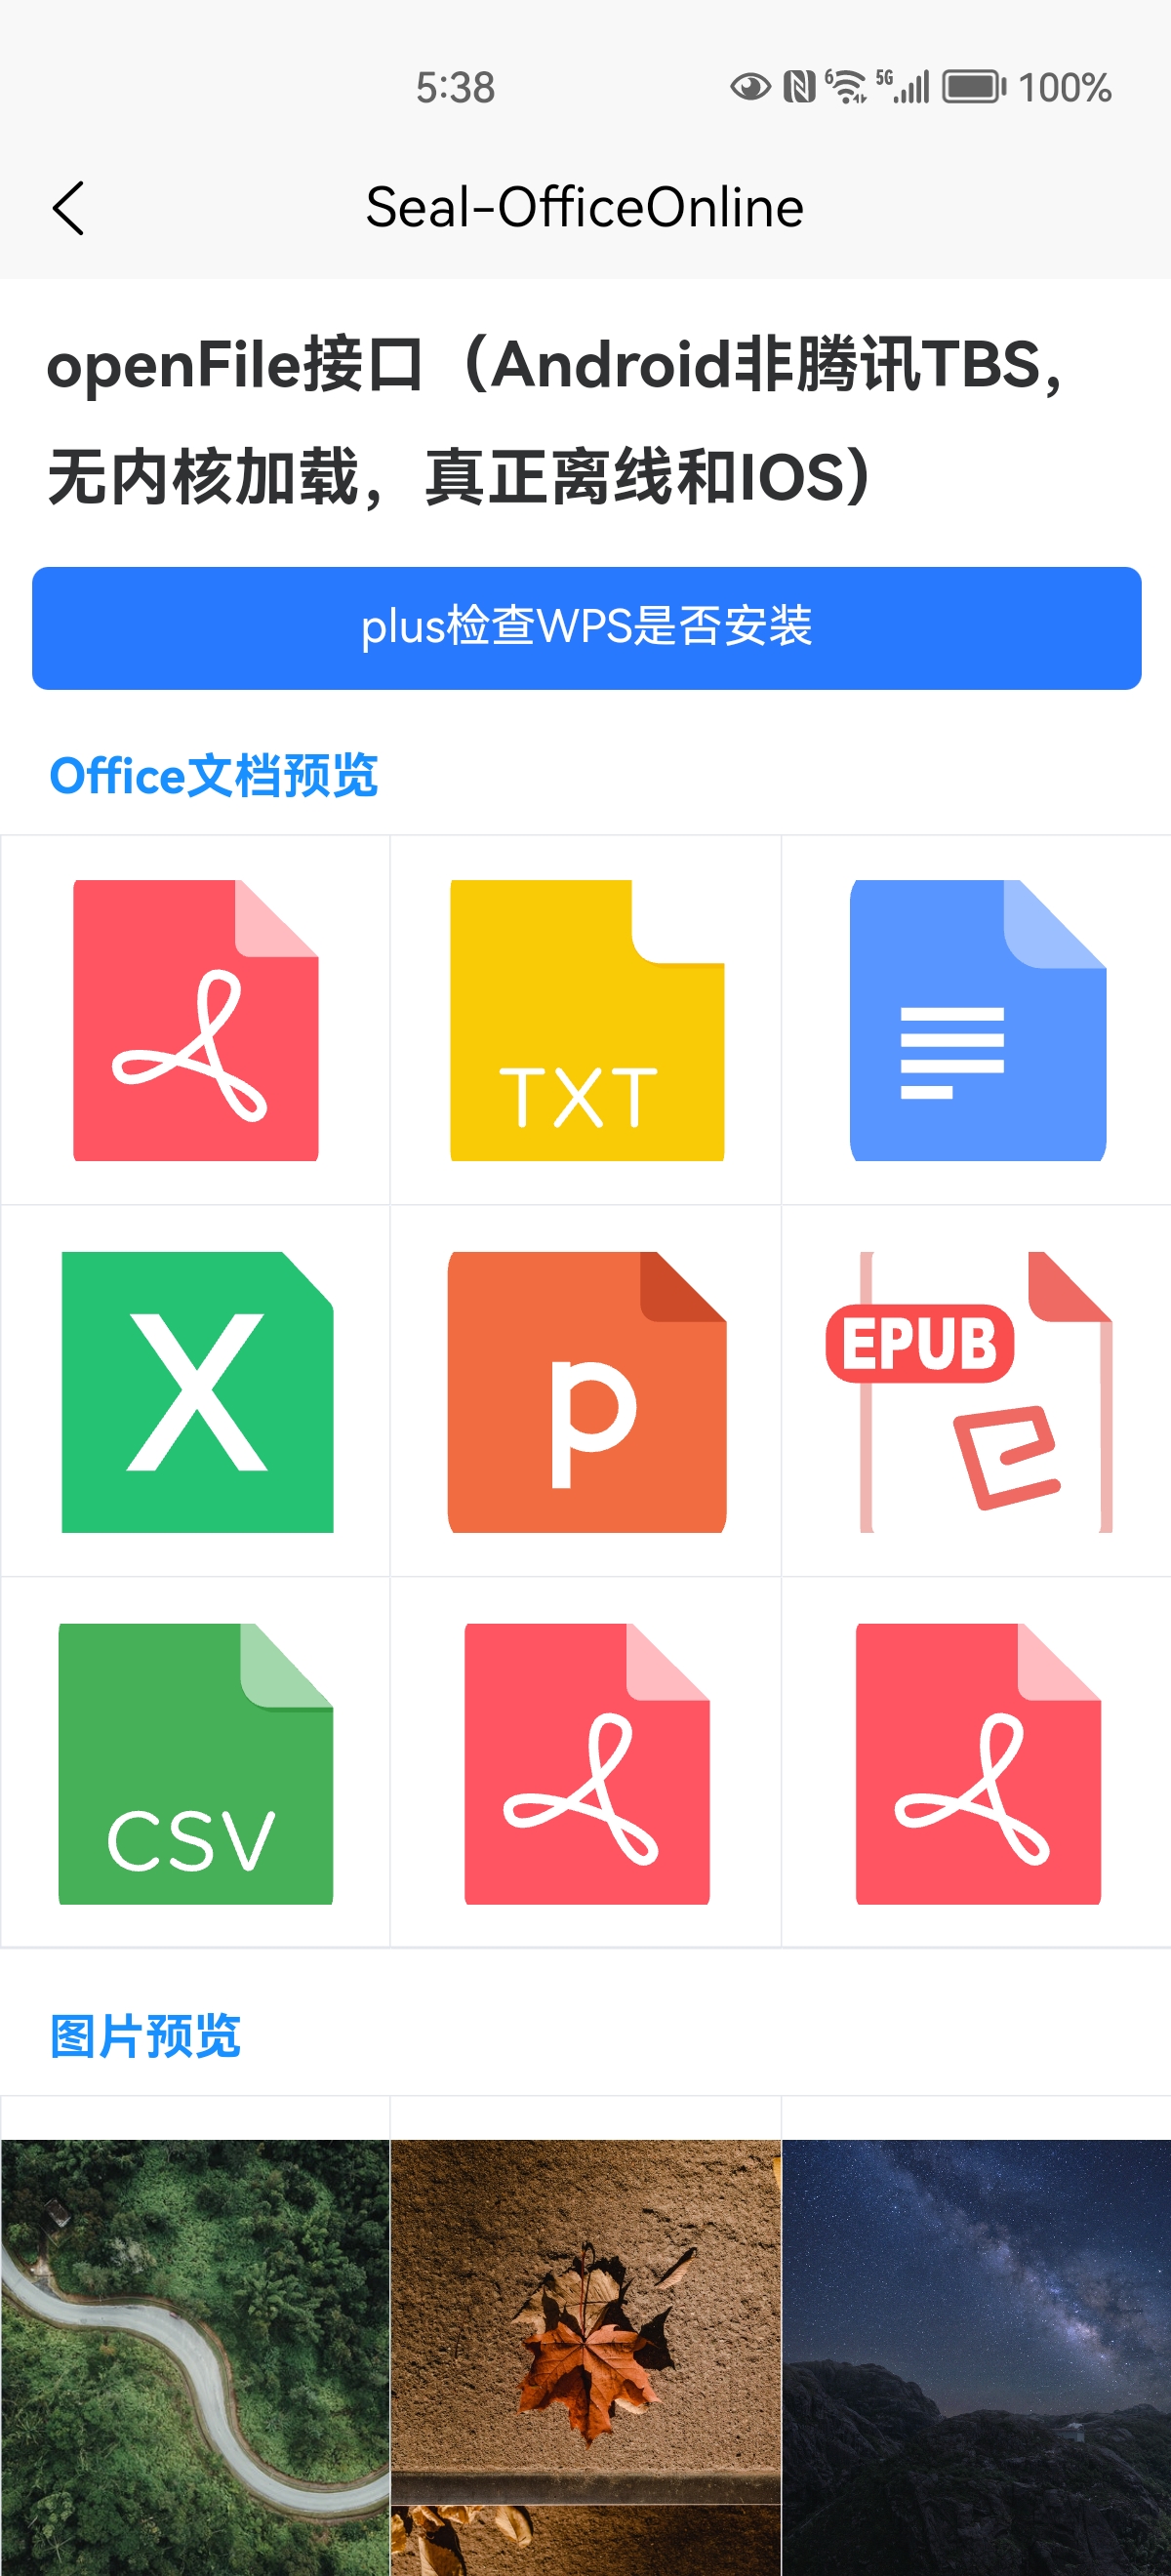 5:38
6 5G 100%
Seal-OfficeOnline
openFile接口（Android非腾讯TBS，
无内核加载，真正离线和IOS）
plus检查WPS是否安装
Office文档预览
TXT
X
p
EPUB
CSV
图片预览